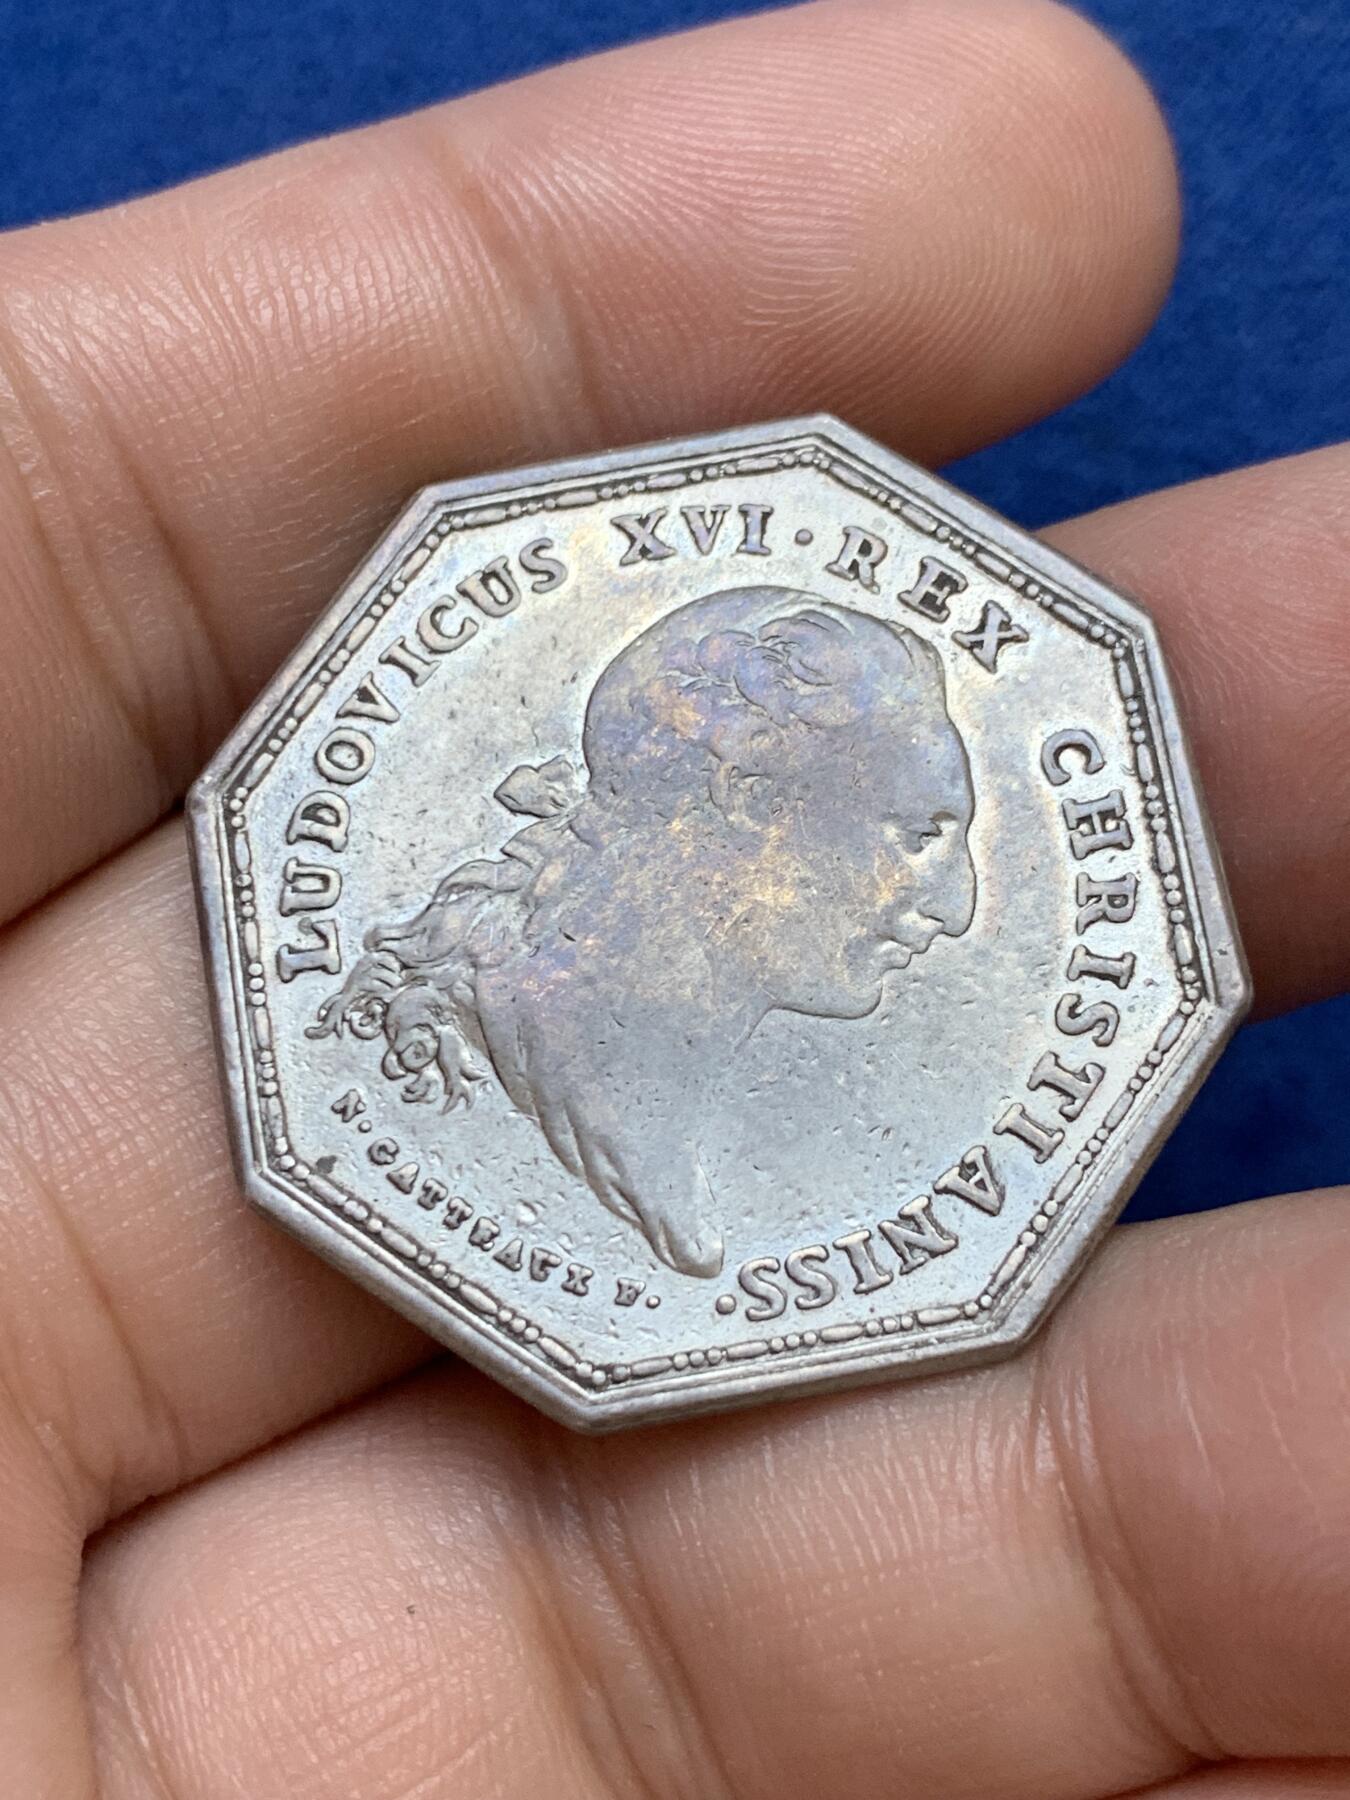 LUDOVICUS XVI · REX CHRISTIANISS ·
N · GATTEAUX F ·